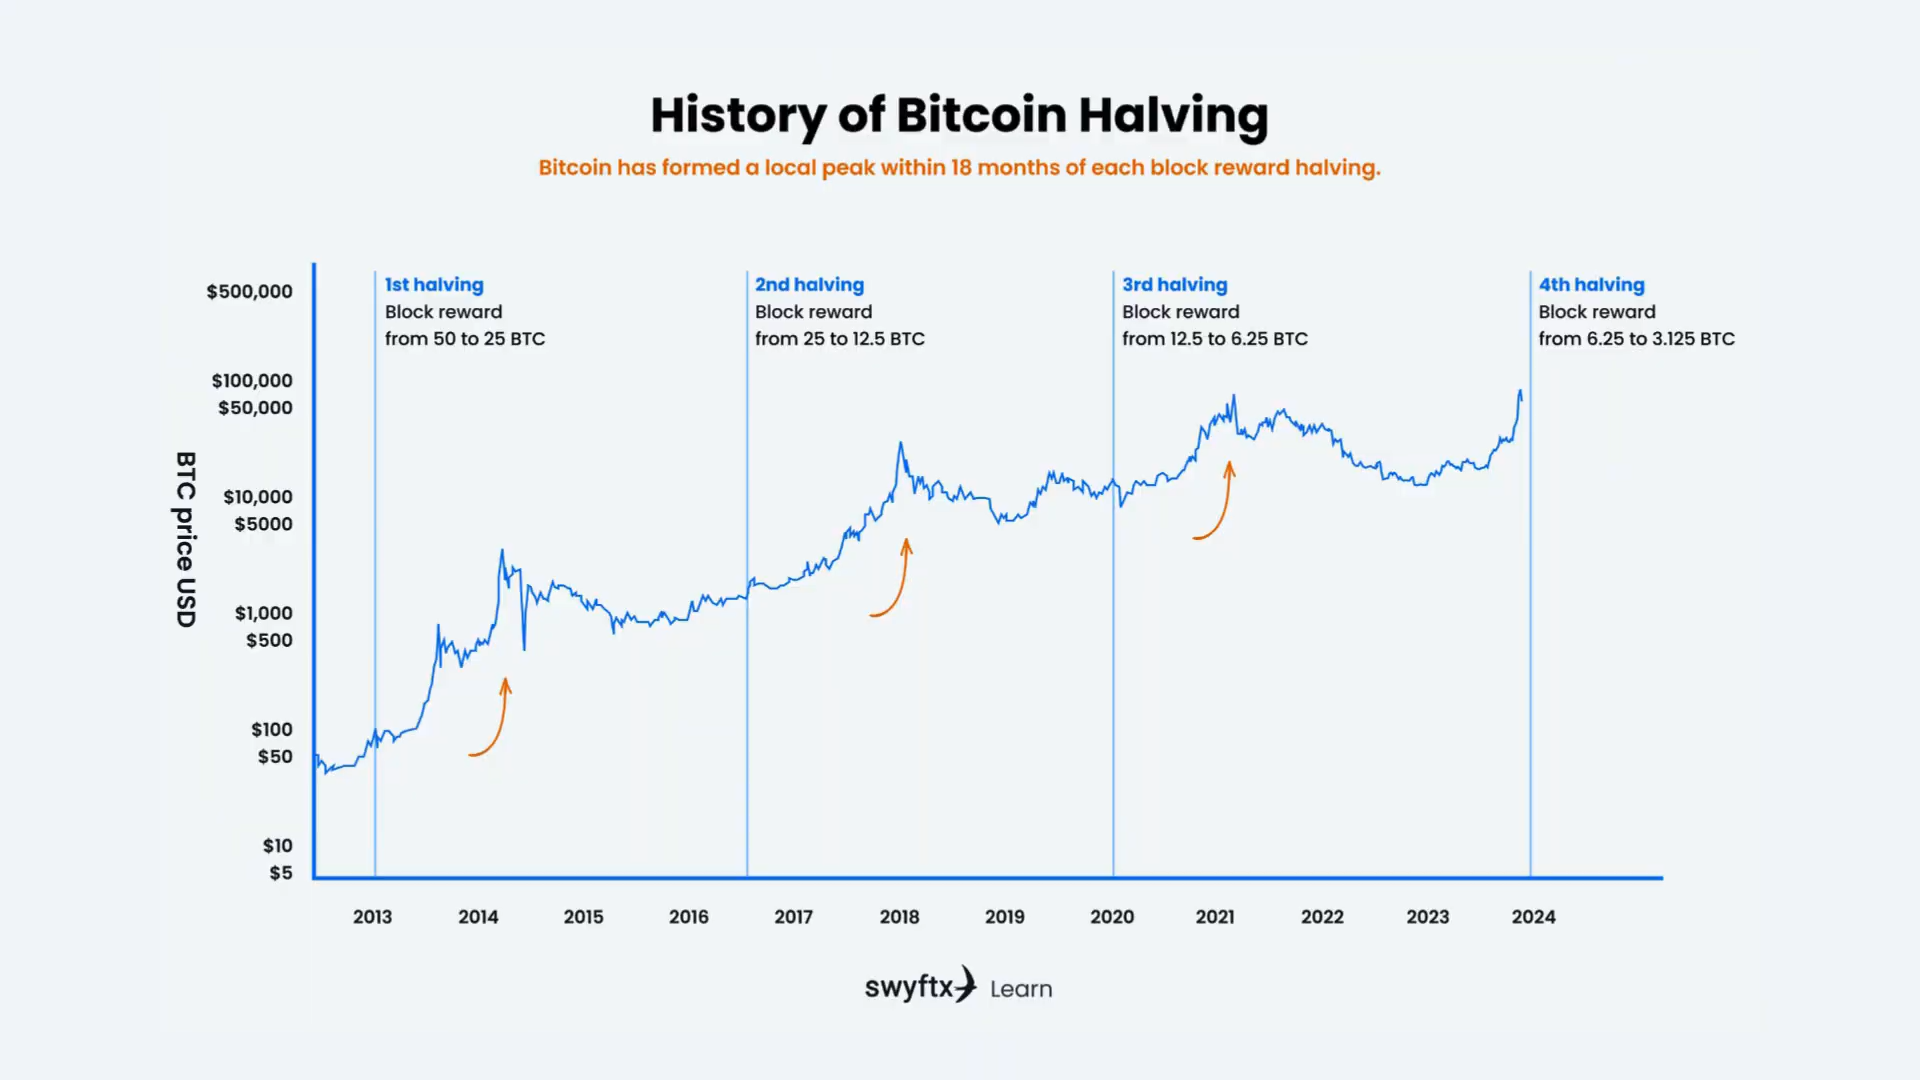 History of Bitcoin Halving
Bitcoin has formed a local peak within 18 months of each block reward halving.
1st halving
Block reward
from 50 to 25 BTC
2nd halving
Block reward
from 25 to 12.5 BTC
3rd halving
Block reward
from 12.5 to 6.25 BTC
4th halving
Block reward
from 6.25 to 3.125 BTC
BTC price USD
$500,000
$100,000
$50,000
$10,000
$5000
$1,000
$500
$100
$50
$10
$5
2013 2014 2015 2016 2017 2018 2019 2020 2021 2022 2023 2024
swyftx Learn